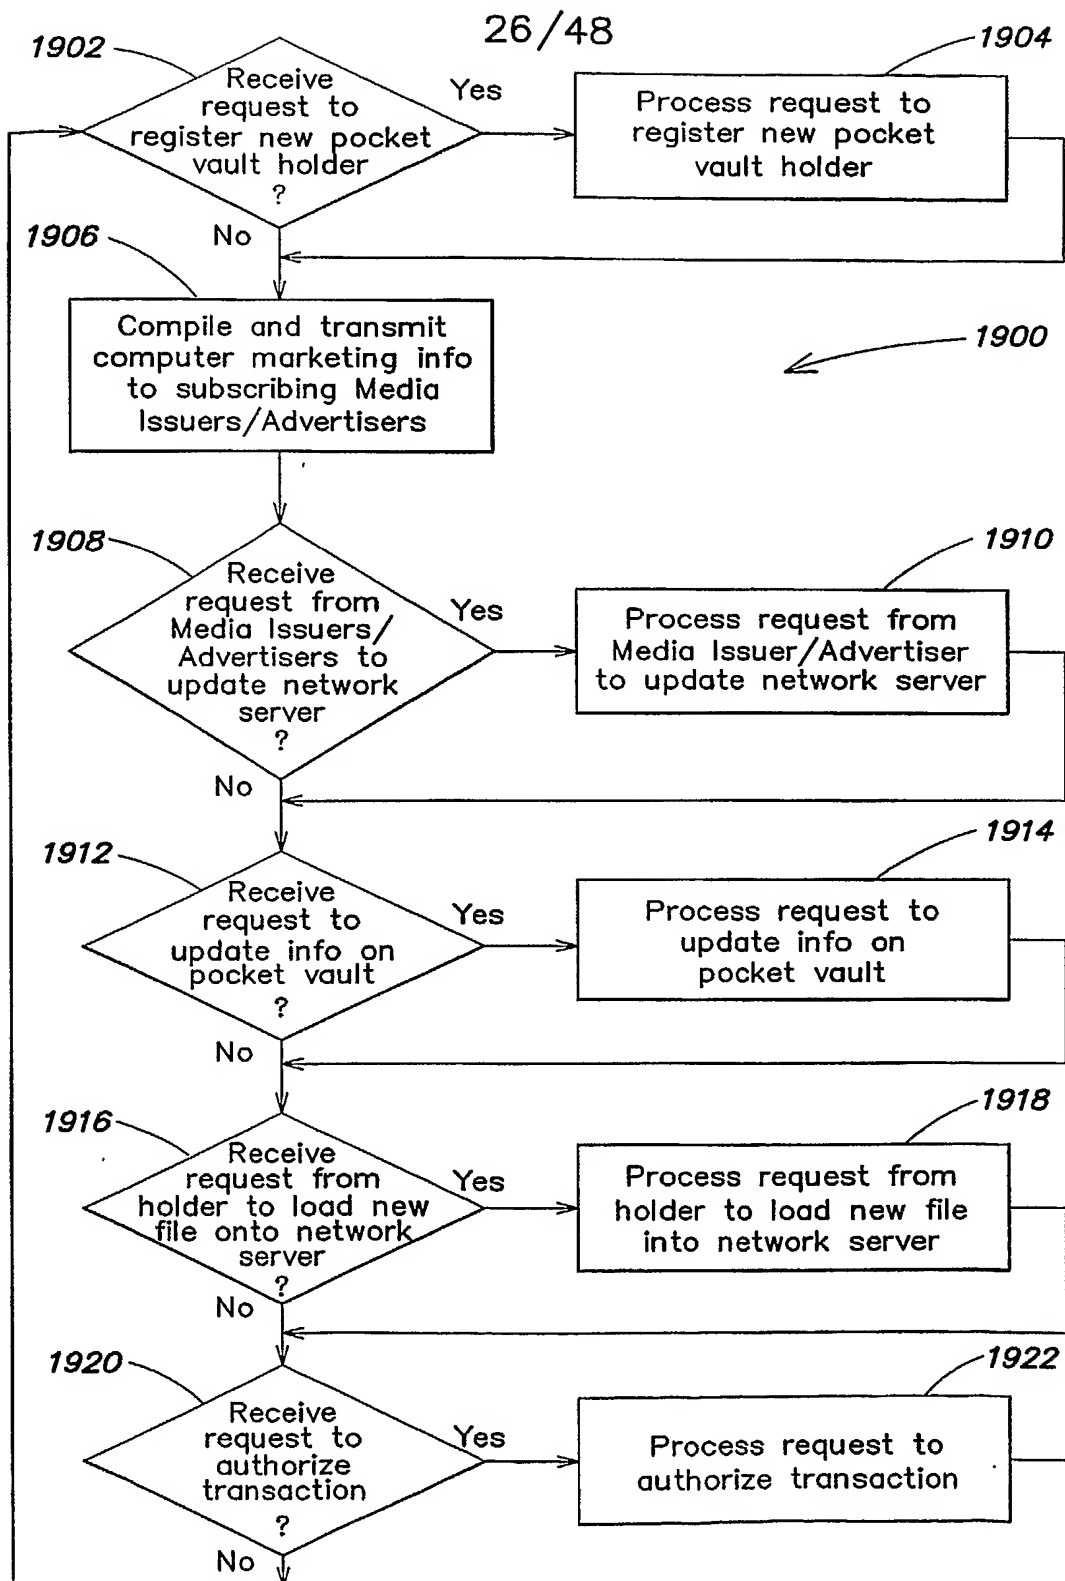 26/48
1902
Receive
request to
register new pocket
vault holder
?
Yes
1904
Process request to
register new pocket
vault holder
No
1906
Compile and transmit
computer marketing info
to subscribing Media
Issuers/Advertisers
1900
1908
Receive
request from
Media Issuers/
Advertisers to
update network
server
?
Yes
1910
Process request from
Media Issuer/Advertiser
to update network server
No
1912
Receive
request to
update info on
pocket vault
?
Yes
1914
Process request to
update info on
pocket vault
No
1916
Receive
request from
holder to load new
file onto network
server
?
Yes
1918
Process request from
holder to load new file
into network server
No
1920
Receive
request to
authorize
transaction
?
Yes
1922
Process request to
authorize transaction
No